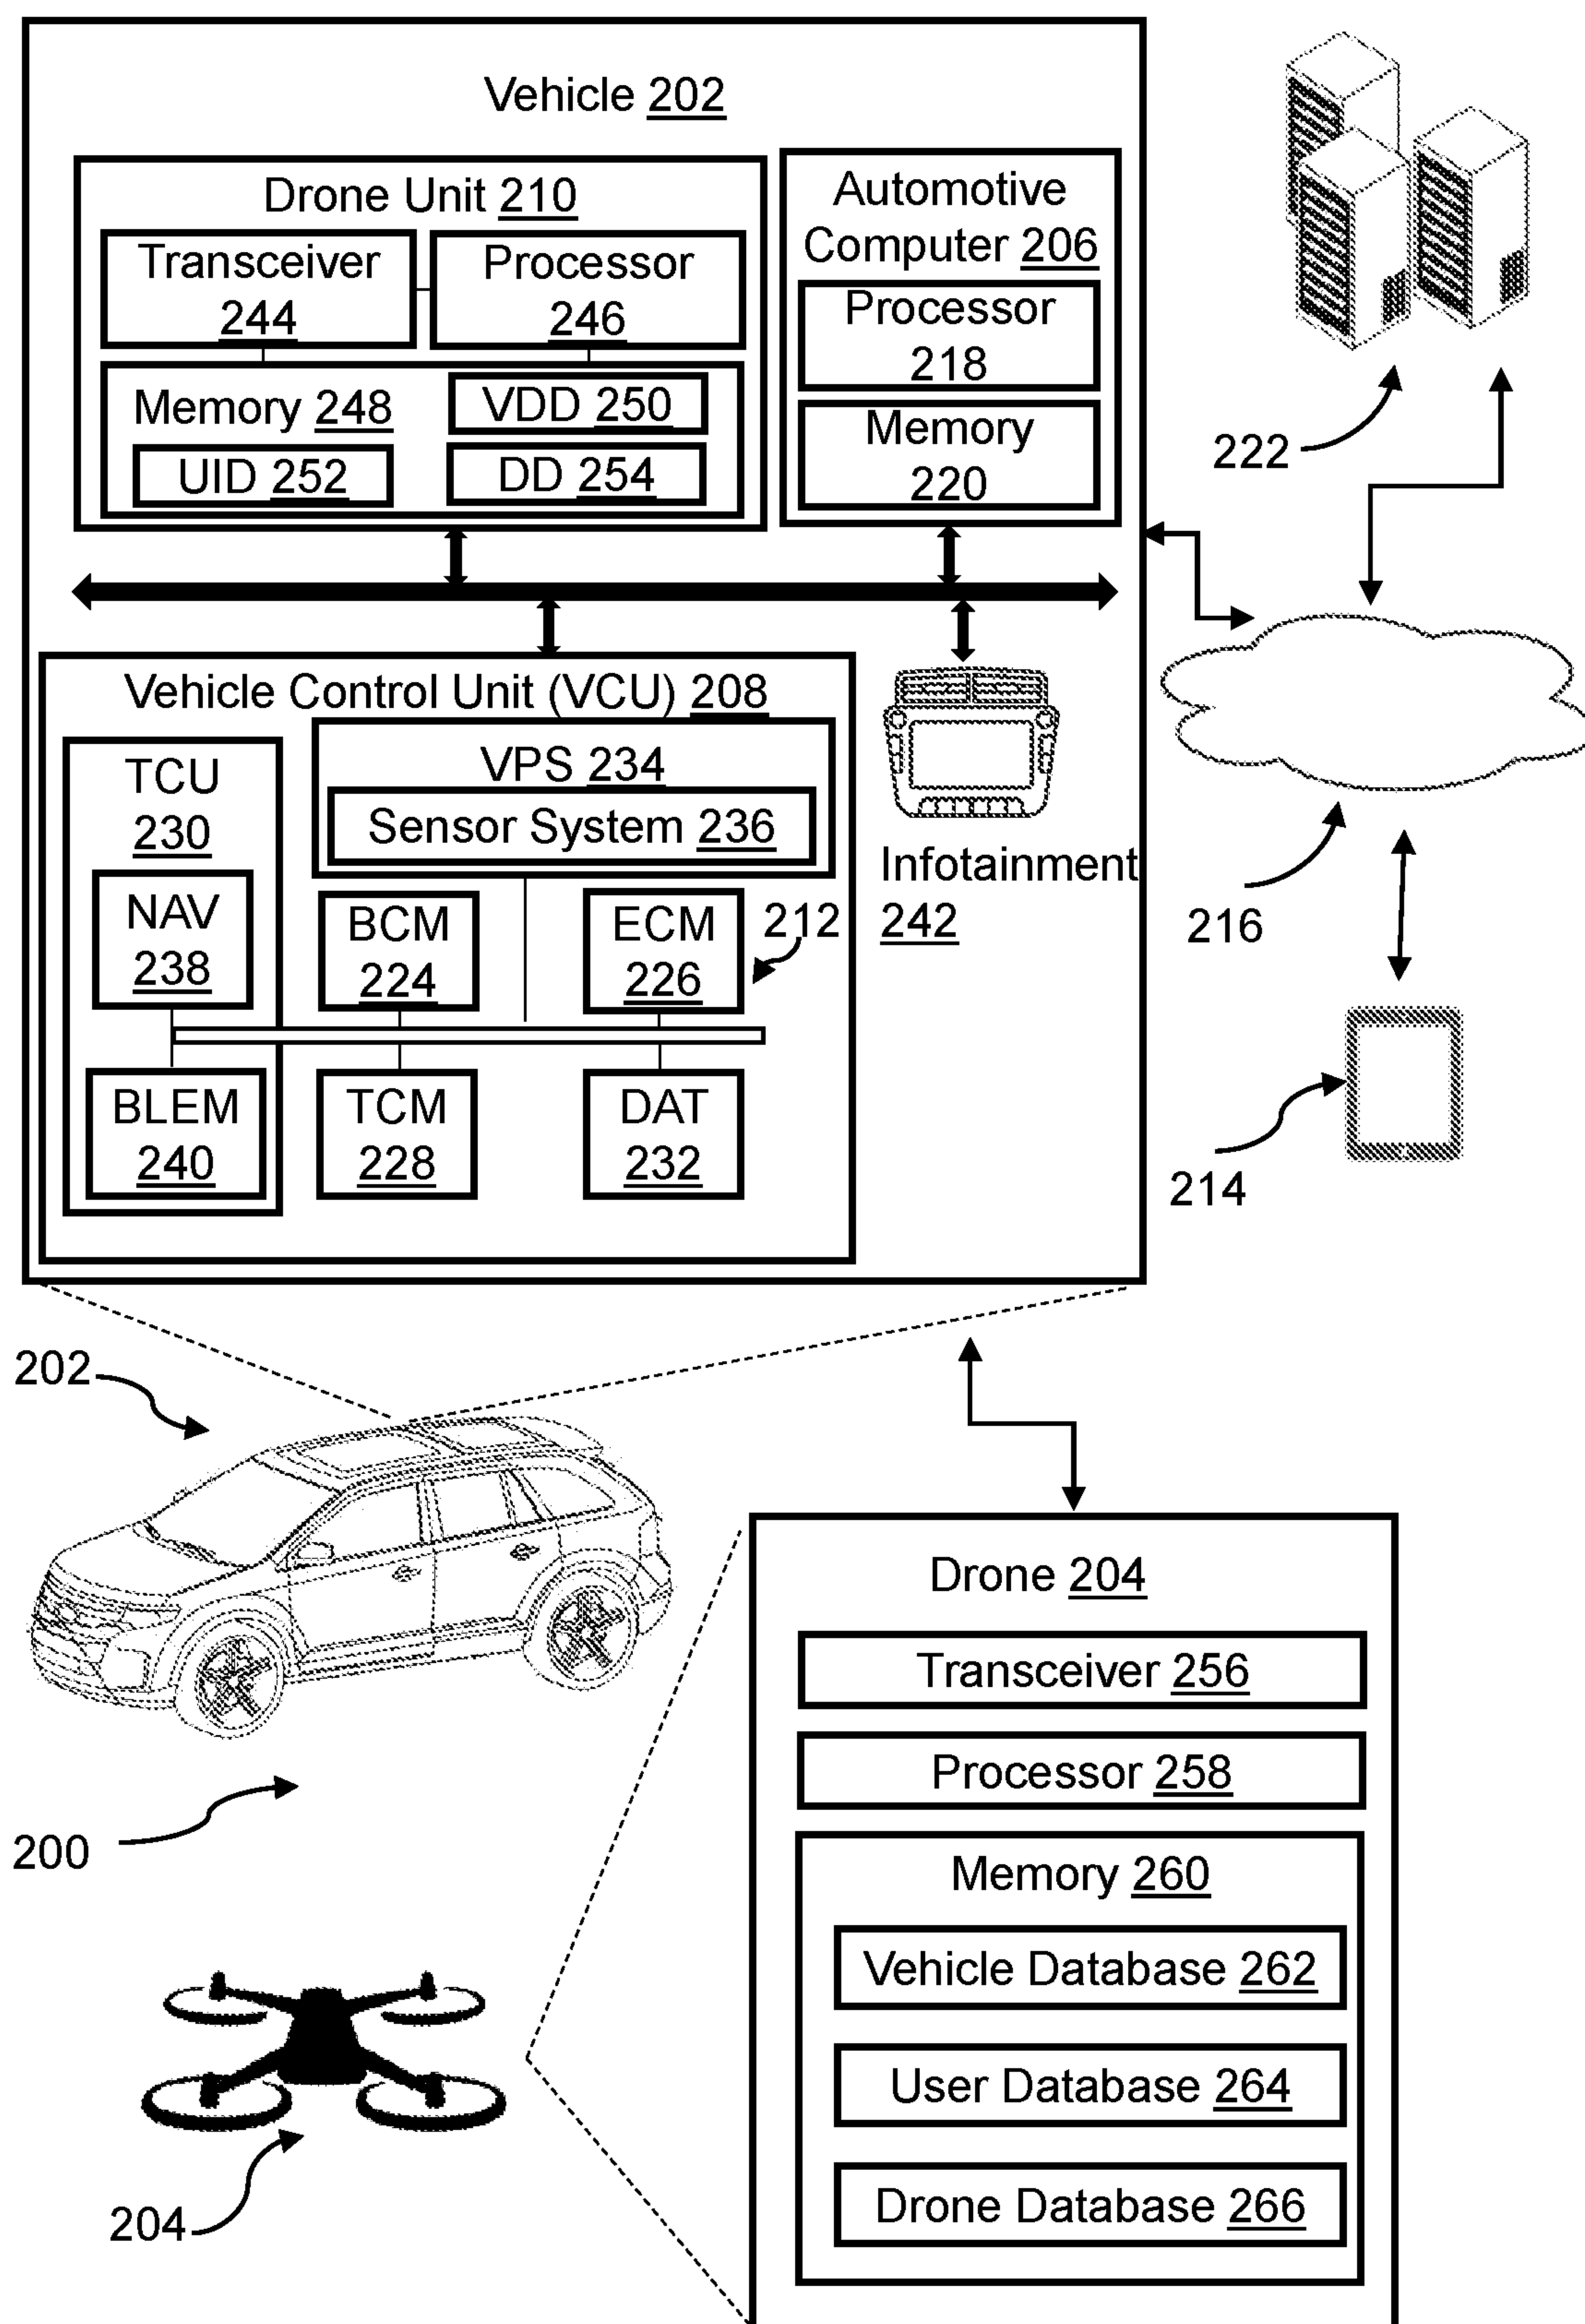 Vehicle 202
Drone Unit 210
Transceiver
244
Processor
246
Memory 248
VDD 250
UID 252
DD 254
Automotive
Computer 206
Processor
218
Memory
220
222
Vehicle Control Unit (VCU) 208
TCU
230
VPS 234
Sensor System 236
NAV
238
BCM
224
ECM
226
212
BLEM
240
TCM
228
DAT
232
Infotainment
242
216
214
202
200
204
Drone 204
Transceiver 256
Processor 258
Memory 260
Vehicle Database 262
User Database 264
Drone Database 266